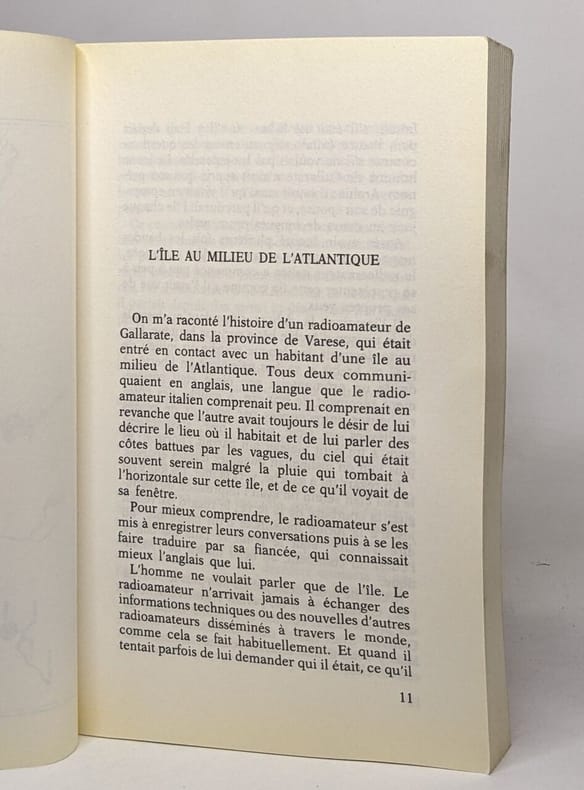 L'ÎLE AU MILIEU DE L'ATLANTIQUE
On m'a raconté l'histoire d'un radioamateur de
Gallarate, dans la province de Varese, qui était
entré en contact avec un habitant d'une île au
milieu de l'Atlantique. Tous deux communi-
quaient en anglais, une langue que le radio-
amateur italien comprenait peu. Il comprenait en
revanche que l'autre avait toujours le désir de lui
décrire le lieu où il habitait et de lui parler des
côtes battues par les vagues, du ciel qui était
souvent serein malgré la pluie qui tombait à
l'horizontale sur cette île, et de ce qu'il voyait de
sa fenêtre.
Pour mieux comprendre, le radioamateur s'est
mis à enregistrer leurs conversations puis à se les
faire traduire par sa fiancée, qui connaissait
mieux l'anglais que lui.
L'homme ne voulait parler que de l'île. Le
radioamateur n'arrivait jamais à échanger des
informations techniques ou des nouvelles d'autres
radioamateurs disséminés à travers le monde,
comme cela se fait habituellement. Et quand il
tentait parfois de lui demander qui il était, ce qu'il
11